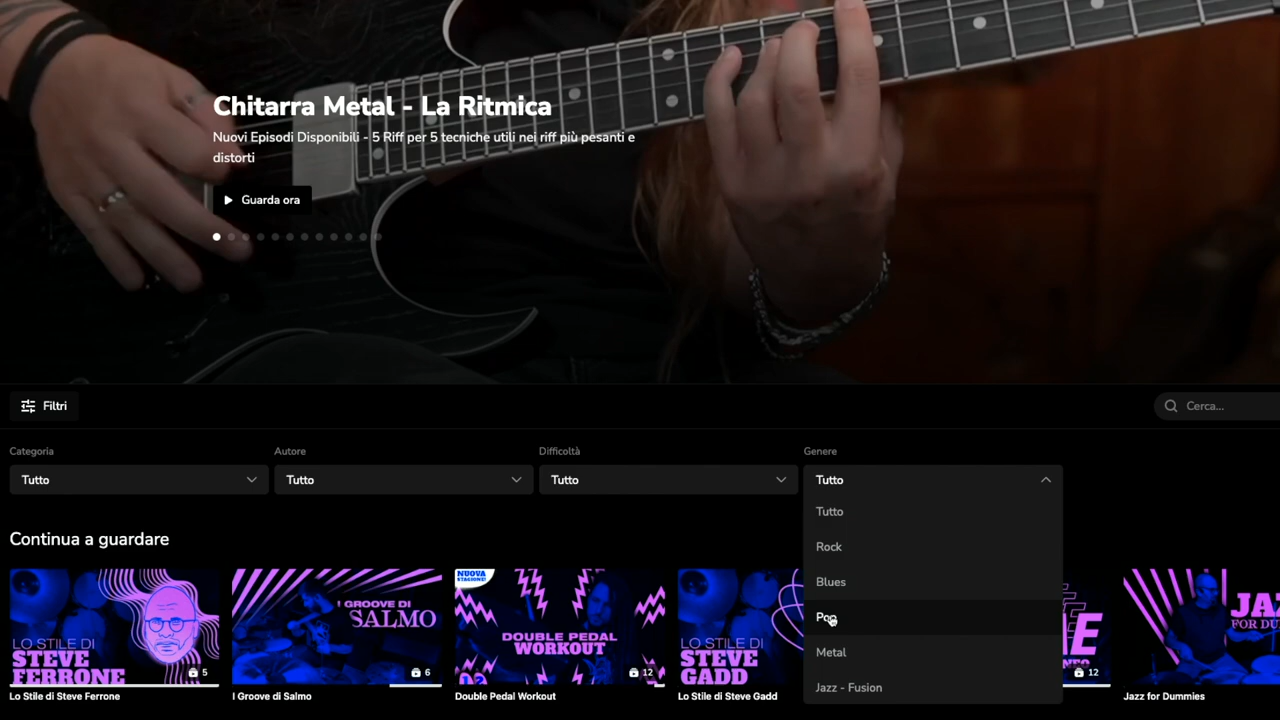 Chitarra Metal - La Ritmica
Nuovi Episodi Disponibili - 5 Riff per 5 tecniche utili nei riff più pesanti e
distorti
Guarda ora
Filtri
Cerca...
Categoria
Autore
Difficoltà
Genere
Tutto
Tutto
Tutto
Tutto
Tutto
Rock
Blues
Pop
Metal
Jazz - Fusion
Continua a guardare
LO STILE DI
STEVE
FERRONE
5
I GROOVE DI
SALMO
6
NUOVA
STAGIONE!
DOUBLE PEDAL
WORKOUT
12
LO STILE DI
STEVE
GADD
12
JAZ
FOR DU
Lo Stile di Steve Ferrone
I Groove di Salmo
Double Pedal Workout
Lo Stile di Steve Gadd
Jazz for Dummies